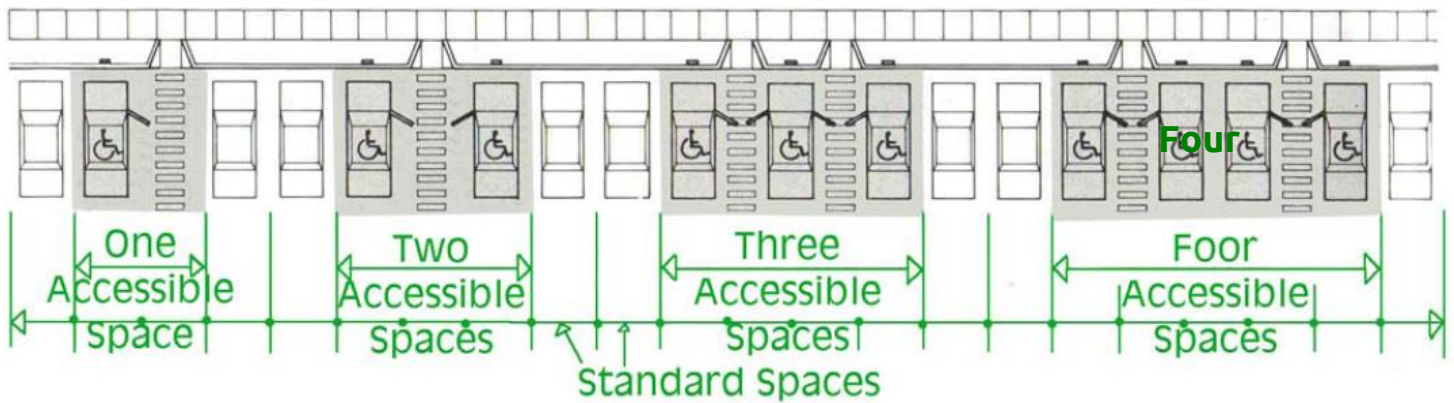 Four
One
Accessible
Space
Two
Accessible
Spaces
Three
Accessible
Spaces
Foor
Accessible
Spaces
Standard Spaces